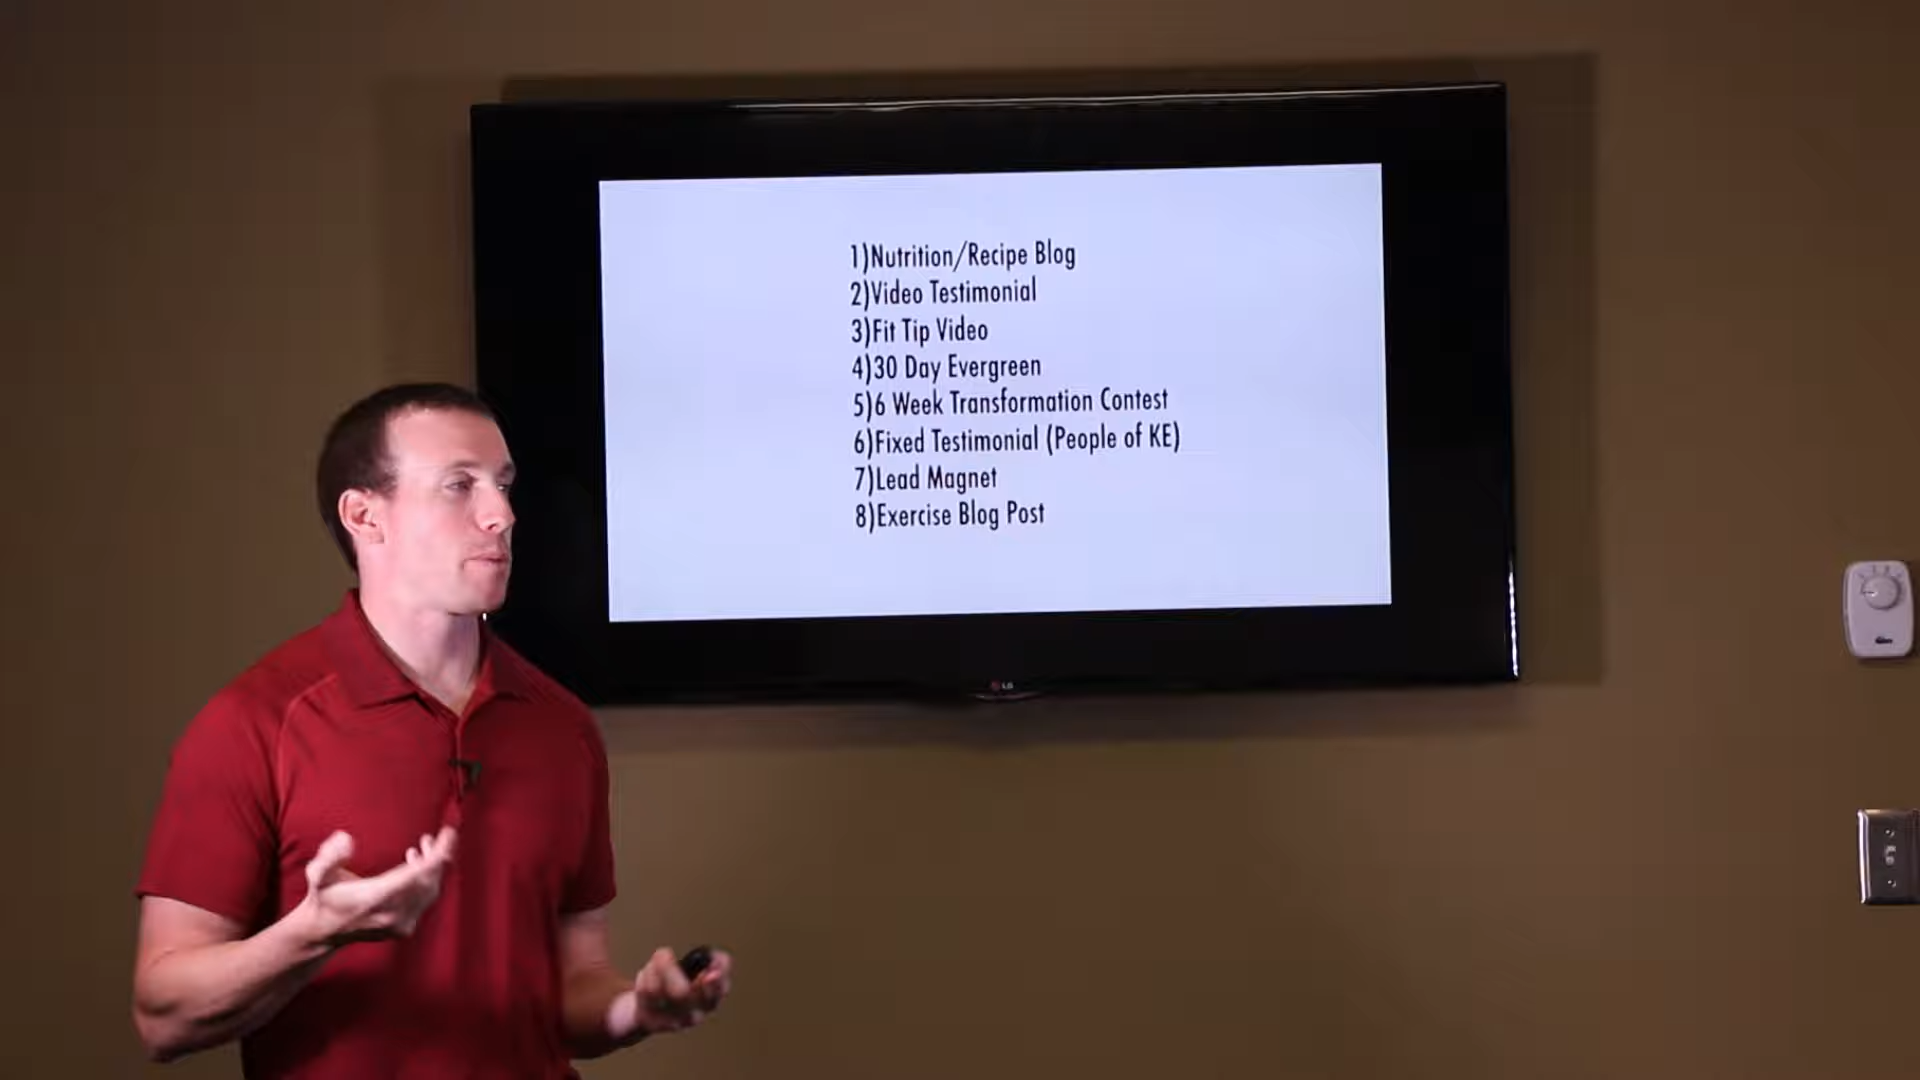 1)Nutrition/Recipe Blog
2)Video Testimonial
3)Fit Tip Video
4)30 Day Evergreen
5)6 Week Transformation Contest
6)Fixed Testimonial (People of KE)
7)Lead Magnet
8)Exercise Blog Post
LG